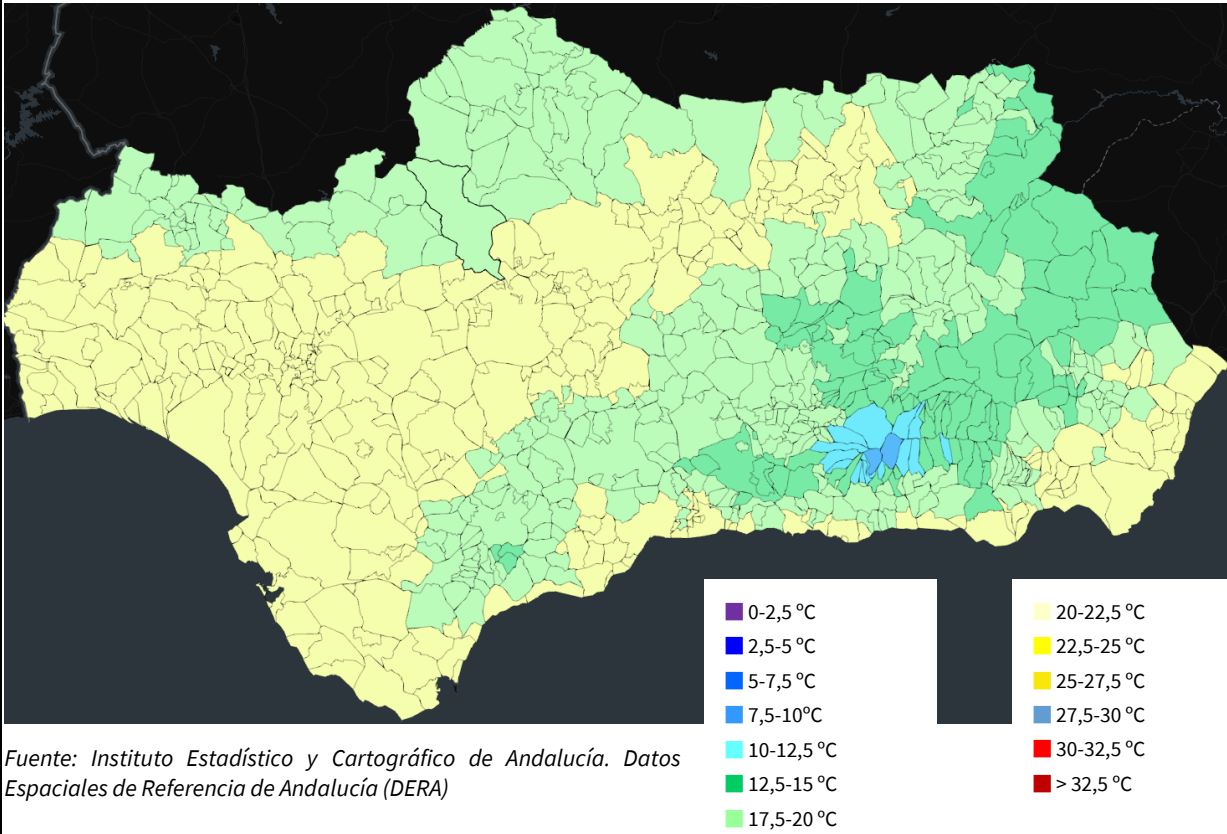 0-2,5 ºC
2,5-5 ºC
5-7,5 ºC
7,5-10ºC
10-12,5 ºC
12,5-15 ºC
17,5-20 ºC
20-22,5 ºC
22,5-25 ºC
25-27,5 ºC
27,5-30 ºC
30-32,5 ºC
> 32,5 ºC
Fuente: Instituto Estadístico y Cartográfico de Andalucía. Datos
Espaciales de Referencia de Andalucía (DERA)